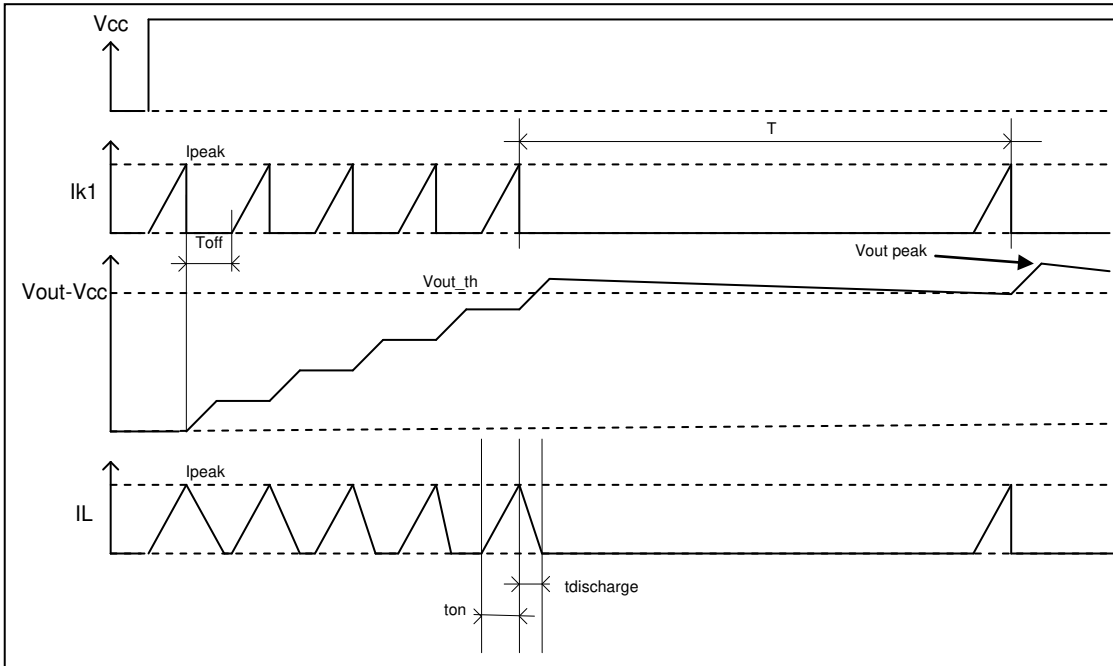 Vcc
T
Ipeak
Ik1
Toff
Vout peak
Vout_th
Vout-Vcc
Ipeak
IL
tdischarge
ton